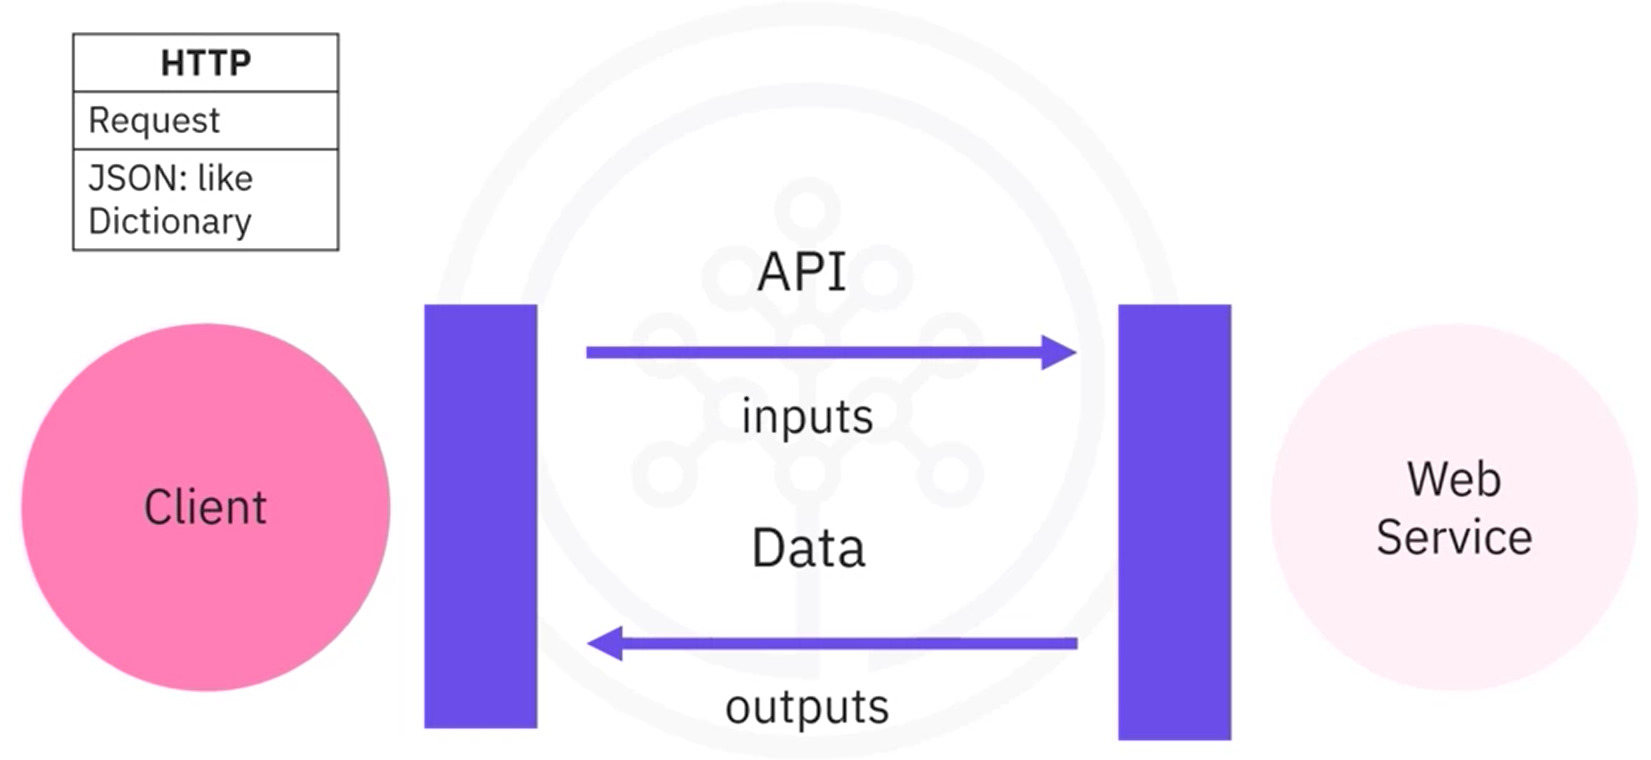 HTTP
Request
JSON: like
Dictionary
API
inputs
Client
Web
Service
Data
outputs